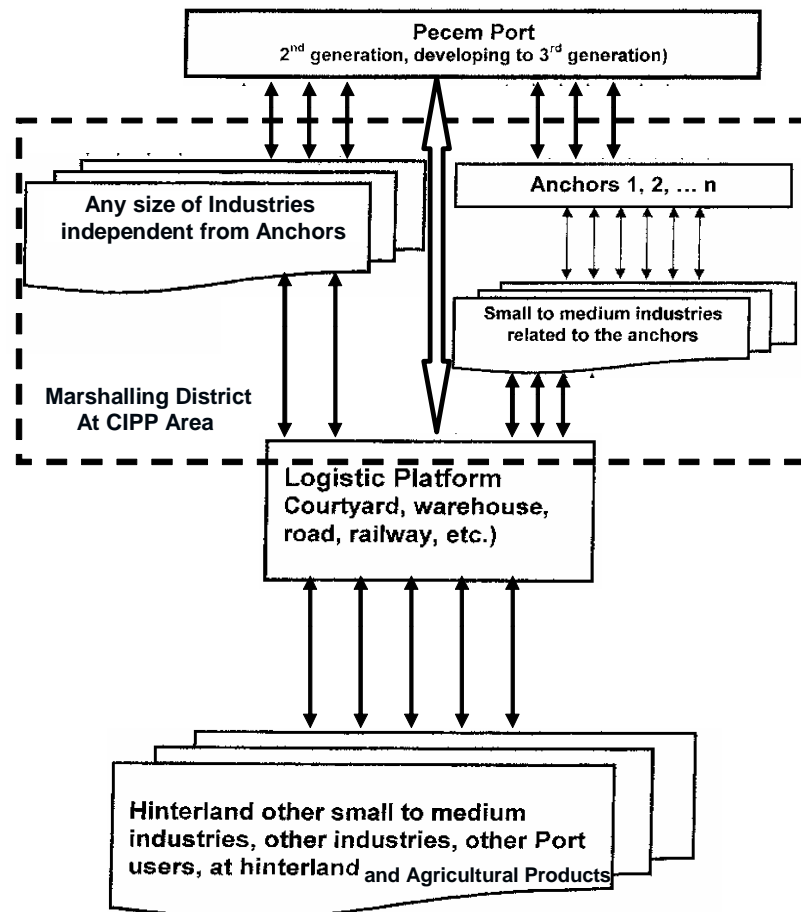 Pecem Port
2nd generation, developing to 3rd generation)
Any size of Industries
independent from Anchors
Anchors 1, 2, ... n
Small to medium industries
related to the anchors
Marshalling District
At CIPP Area
Logistic Platform
Courtyard, warehouse,
road, railway, etc.)
Hinterland other small to medium
industries, other industries, other Port
users, at hinterland and Agricultural Products